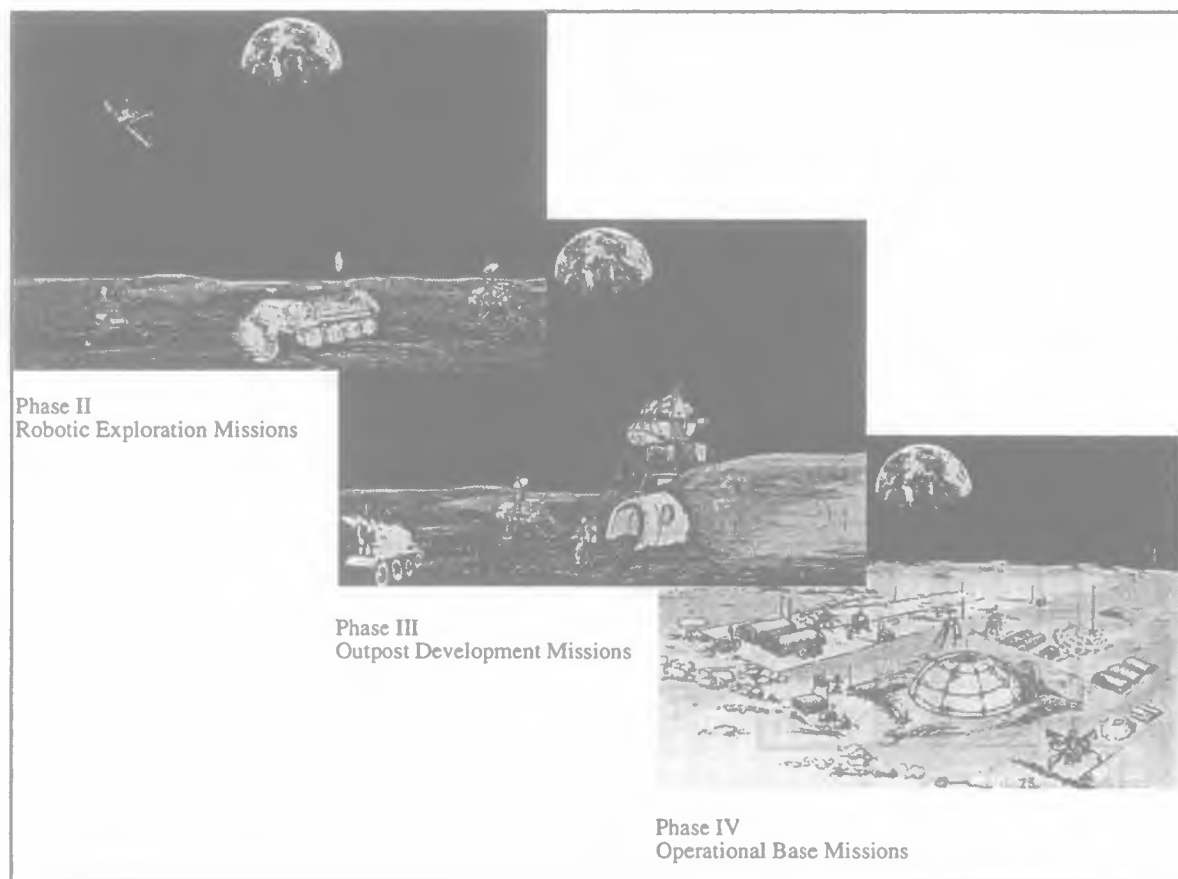 Phase II
Robotic Exploration Missions
Phase III
Outpost Development Missions
Phase IV
Operational Base Missions